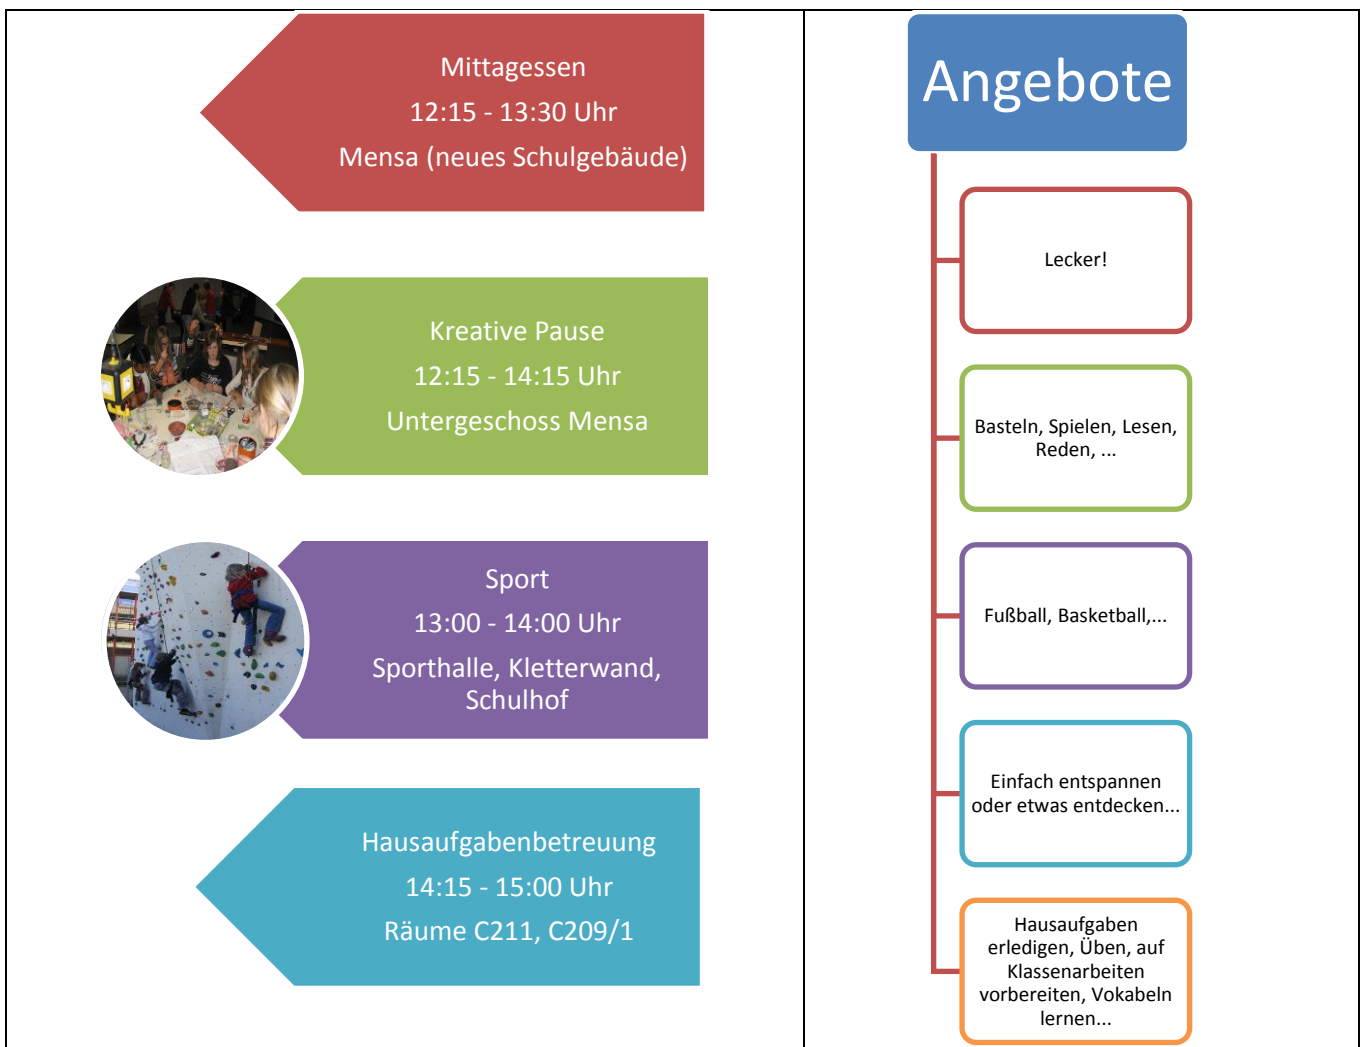 Mittagessen
12:15 - 13:30 Uhr
Mensa (neues Schulgebäude)
Kreative Pause
12:15 - 14:15 Uhr
Untergeschoss Mensa
Sport
13:00 - 14:00 Uhr
Sporthalle, Kletterwand,
Schulhof
Hausaufgabenbetreuung
14:15 - 15:00 Uhr
Räume C211, C209/1
Angebote
Lecker!
Basteln, Spielen, Lesen,
Reden, ...
Fußball, Basketball,...
Einfach entspannen
oder etwas entdecken...
Hausaufgaben
erledigen, Üben, auf
Klassenarbeiten
vorbereiten, Vokabeln
lernen...